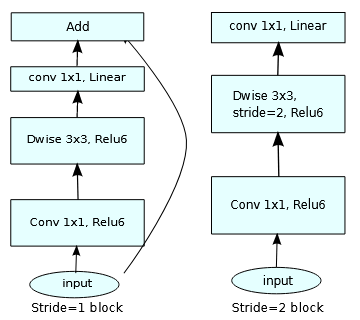 Add
conv 1x1, Linear
Dwise 3x3, Relu6
Conv 1x1, Relu6
input
Stride=1 block
conv 1x1, Linear
Dwise 3x3,
stride=2, Relu6
Conv 1x1, Relu6
input
Stride=2 block